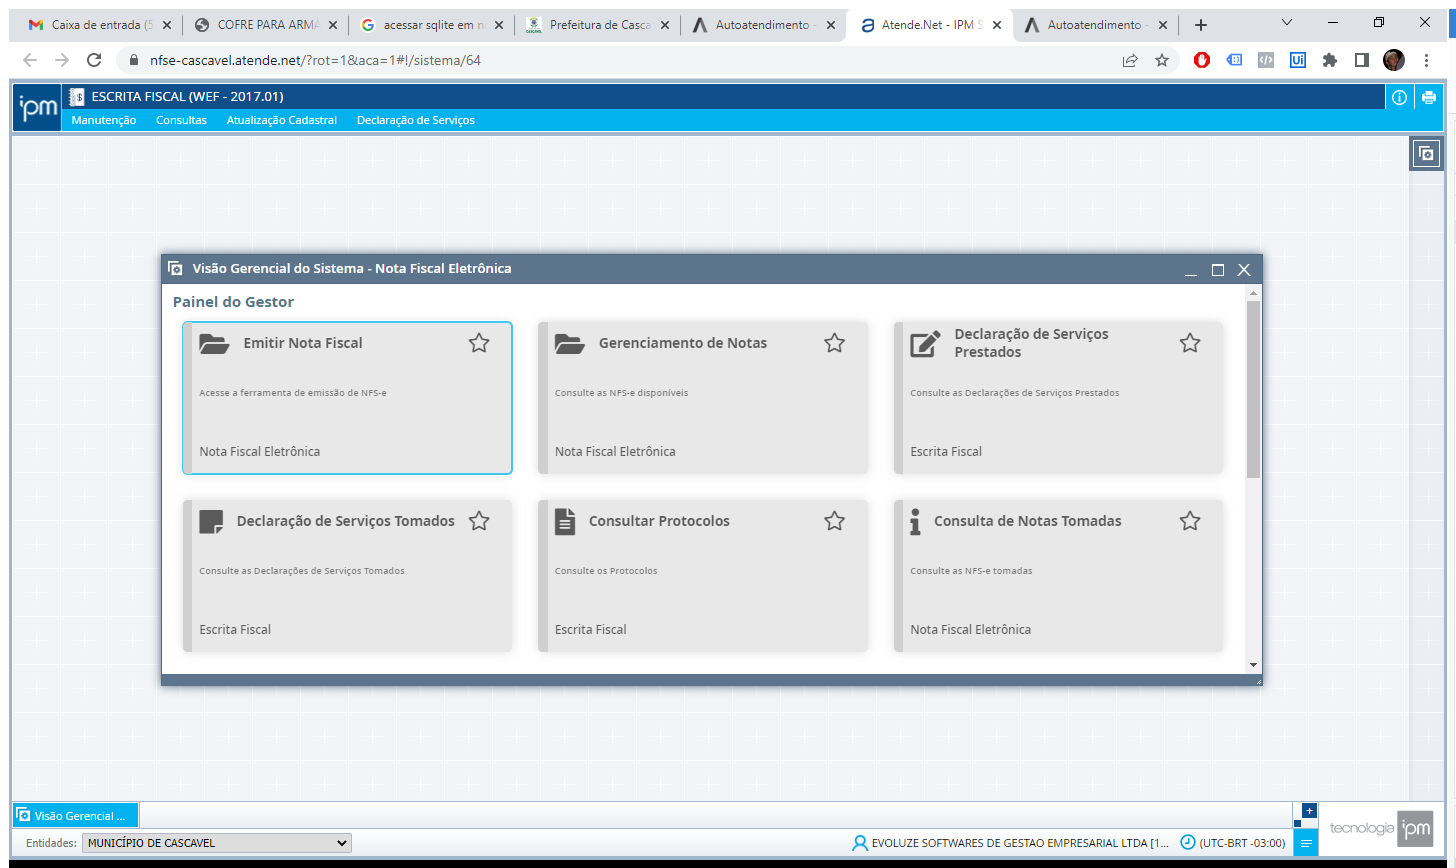 Caixa de entrada (5
COFRE PARA ARMA
acessar sqlite em n
Prefeitura de Casca
Autoatendimento -
Atende.Net - IPM S
Autoatendimento -
nfse-cascavel.atende.net/?rot=1&aca=1#!/sistema/64
ipm
ESCRITA FISCAL (WEF - 2017.01)
Manutenção Consultas Atualização Cadastral Declaração de Serviços
Visão Gerencial do Sistema - Nota Fiscal Eletrônica
Painel do Gestor
Emitir Nota Fiscal
Acesse a ferramenta de emissão de NFS-e
Nota Fiscal Eletrônica
Gerenciamento de Notas
Consulte as NFS-e disponíveis
Nota Fiscal Eletrônica
Declaração de Serviços
Prestados
Consulte as Declarações de Serviços Prestados
Escrita Fiscal
Declaração de Serviços Tomados
Consulte as Declarações de Serviços Tomados
Escrita Fiscal
Consultar Protocolos
Consulte os Protocolos
Escrita Fiscal
Consulta de Notas Tomadas
Consulte as NFS-e tomadas
Nota Fiscal Eletrônica
Visão Gerencial ...
Entidades: MUNICÍPIO DE CASCAVEL
EVOLUZE SOFTWARES DE GESTAO EMPRESARIAL LTDA [1...
(UTC-BRT -03:00)
tecnologia ipm